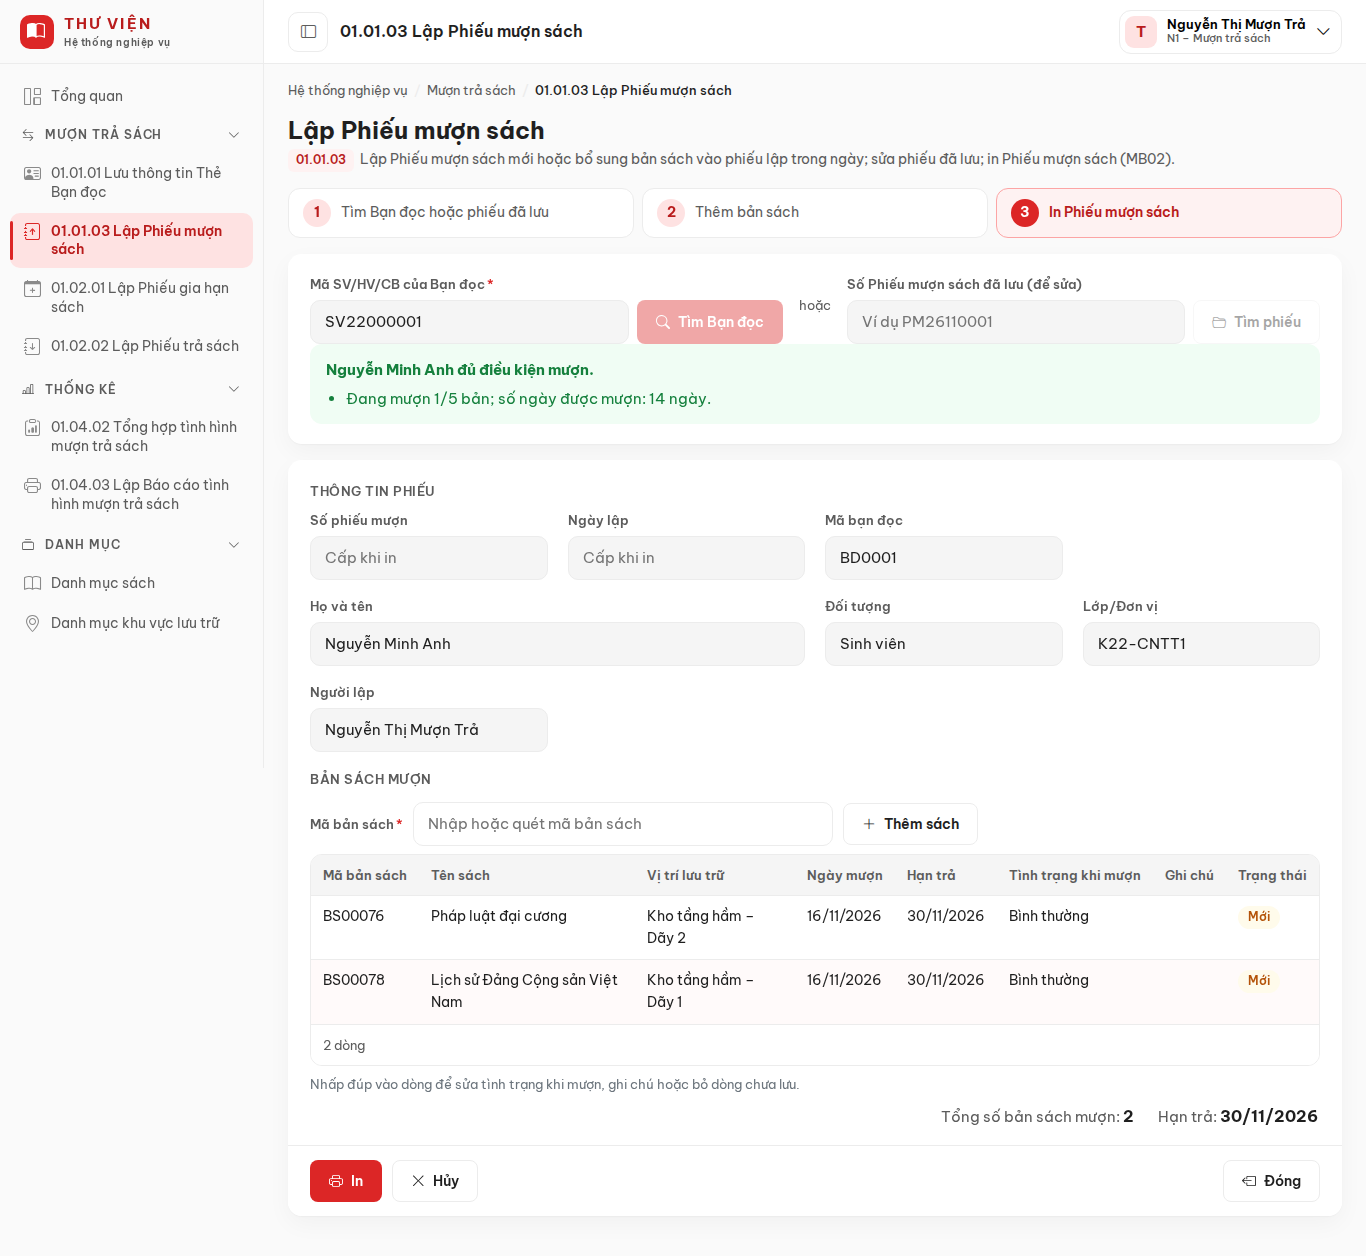 THƯ VIỆN
Hệ thống nghiệp vụ
01.01.03 Lập Phiếu mượn sách
T
Nguyễn Thị Mượn Trả
N1 – Mượn trả sách
Tổng quan
MƯỢN TRẢ SÁCH
01.01.01 Lưu thông tin Thẻ
Bạn đọc
01.01.03 Lập Phiếu mượn
sách
01.02.01 Lập Phiếu gia hạn
sách
01.02.02 Lập Phiếu trả sách
THỐNG KÊ
01.04.02 Tổng hợp tình hình
mượn trả sách
01.04.03 Lập Báo cáo tình
hình mượn trả sách
DANH MỤC
Danh mục sách
Danh mục khu vực lưu trữ
Hệ thống nghiệp vụ / Mượn trả sách / 01.01.03 Lập Phiếu mượn sách
Lập Phiếu mượn sách
01.01.03 Lập Phiếu mượn sách mới hoặc bổ sung bản sách vào phiếu lập trong ngày; sửa phiếu đã lưu; in Phiếu mượn sách (MB02).
1 Tìm Bạn đọc hoặc phiếu đã lưu
2 Thêm bản sách
3 In Phiếu mượn sách
Mã SV/HV/CB của Bạn đọc *
SV22000001
Tìm Bạn đọc
hoặc
Số Phiếu mượn sách đã lưu (để sửa)
Ví dụ PM26110001
Tìm phiếu
Nguyễn Minh Anh đủ điều kiện mượn.
• Đang mượn 1/5 bản; số ngày được mượn: 14 ngày.
THÔNG TIN PHIẾU
Số phiếu mượn
Cấp khi in
Ngày lập
Cấp khi in
Mã bạn đọc
BD0001
Họ và tên
Nguyễn Minh Anh
Đối tượng
Sinh viên
Lớp/Đơn vị
K22-CNTT1
Người lập
Nguyễn Thị Mượn Trả
BẢN SÁCH MƯỢN
Mã bản sách *
Nhập hoặc quét mã bản sách
Thêm sách
Mã bản sách Tên sách Vị trí lưu trữ Ngày mượn Hạn trả Tình trạng khi mượn Ghi chú Trạng thái
BS00076 Pháp luật đại cương Kho tầng hầm – 16/11/2026 30/11/2026 Bình thường Mới
Dãy 2
BS00078 Lịch sử Đảng Cộng sản Việt Kho tầng hầm – 16/11/2026 30/11/2026 Bình thường Mới
Nam Dãy 1
2 dòng
Nhấp đúp vào dòng để sửa tình trạng khi mượn, ghi chú hoặc bỏ dòng chưa lưu.
Tổng số bản sách mượn: 2 Hạn trả: 30/11/2026
In
Hủy
Đóng